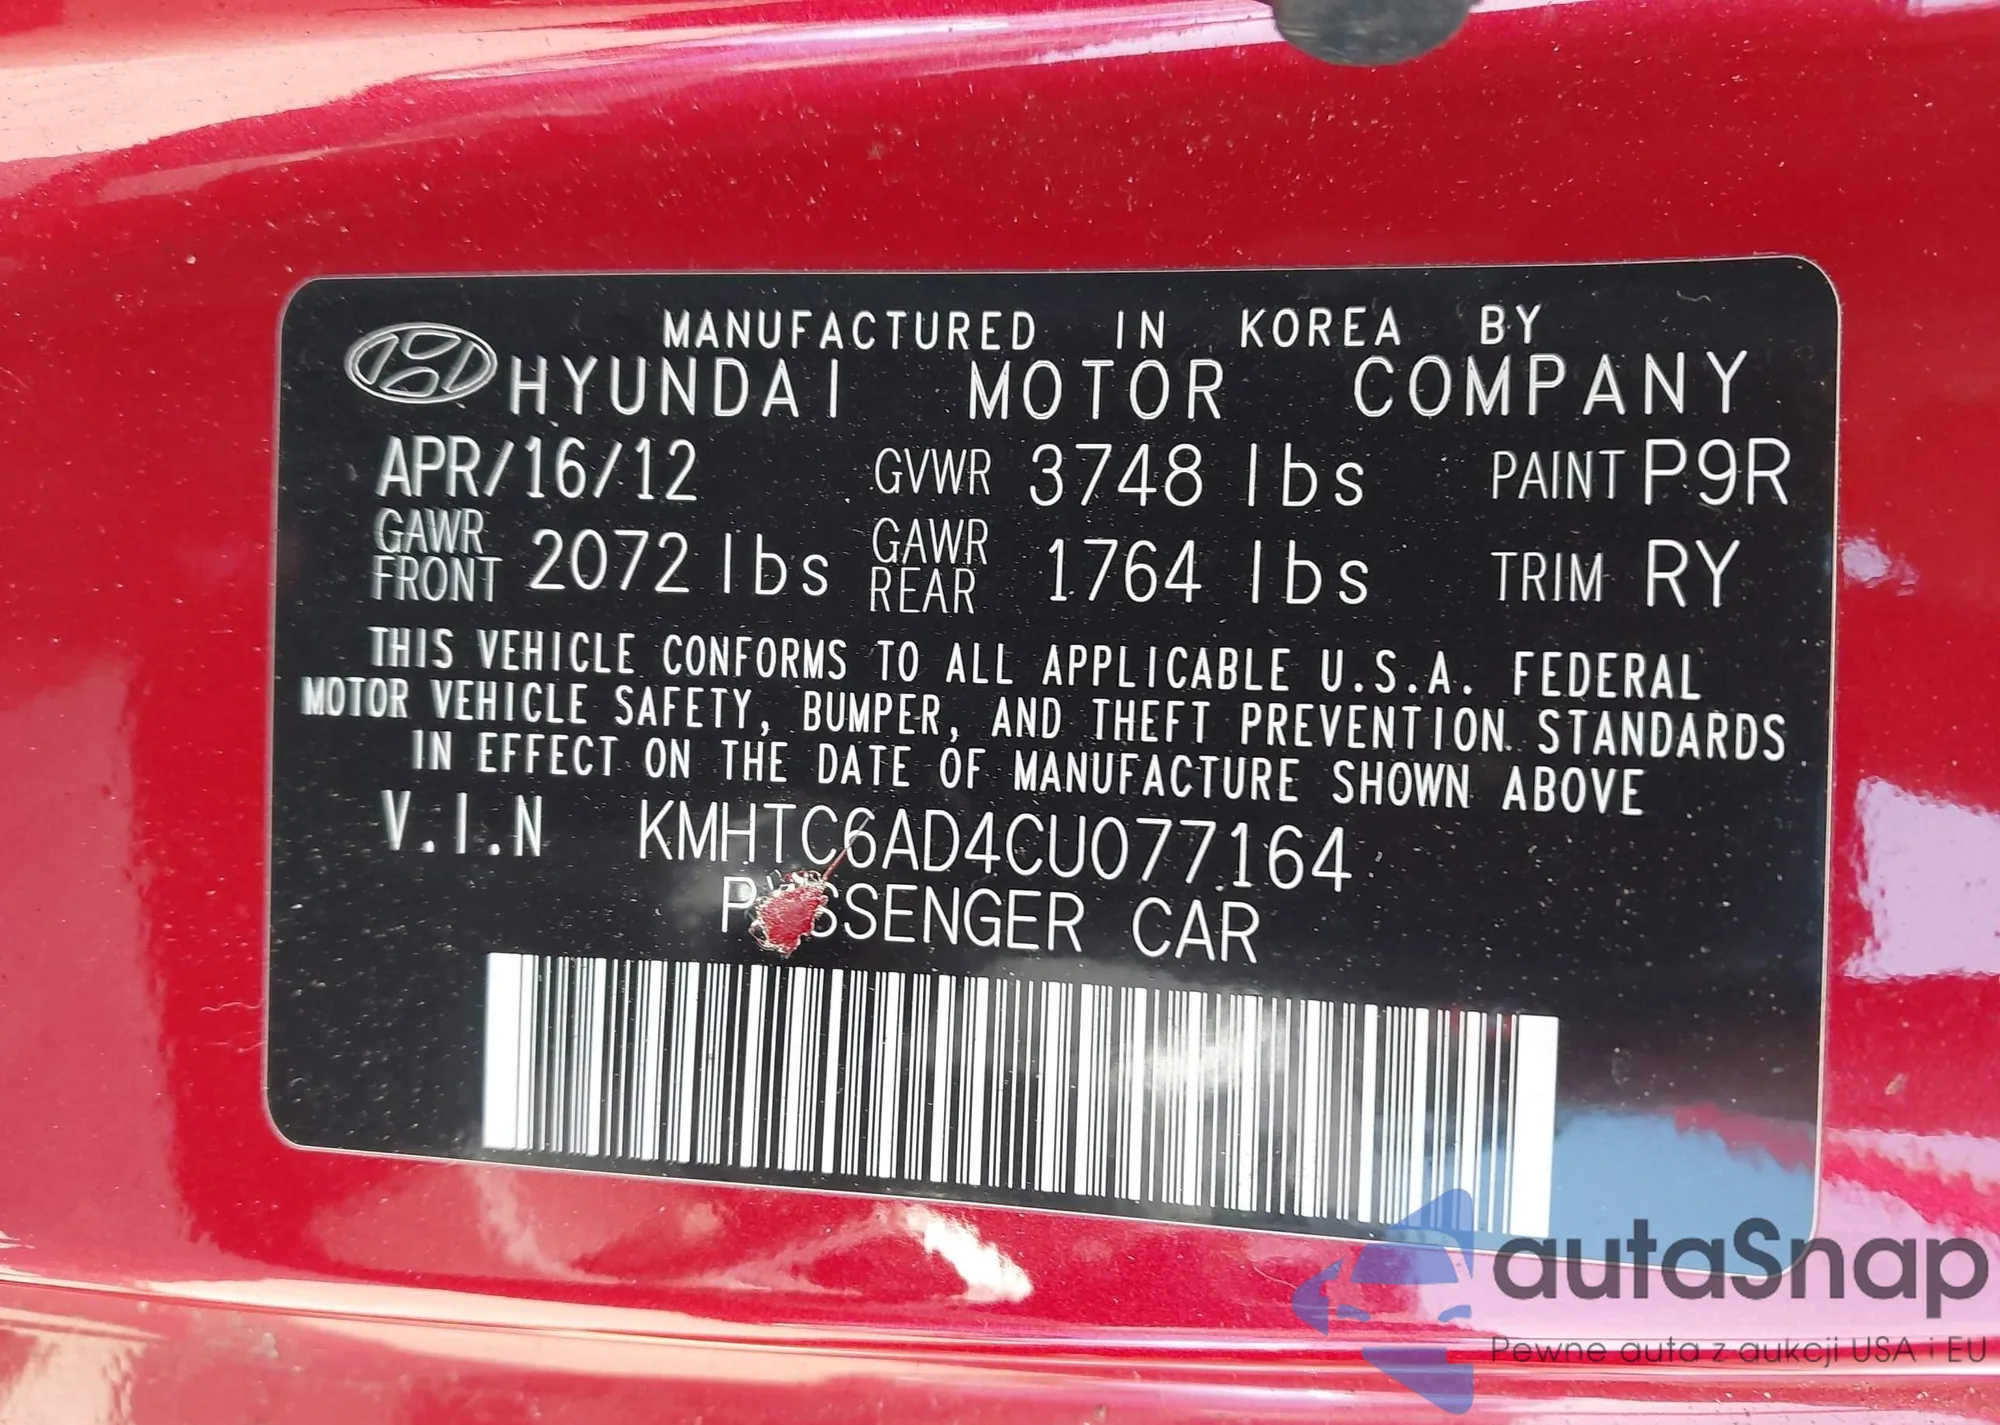 MANUFACTURED IN KOREA BY
HYUNDAI MOTOR COMPANY
APR/16/12 GVWR 3748 lbs PAINT P9R
GAWR FRONT 2072 lbs GAWR REAR 1764 lbs TRIM RY
THIS VEHICLE CONFORMS TO ALL APPLICABLE U.S.A. FEDERAL
MOTOR VEHICLE SAFETY, BUMPER, AND THEFT PREVENTION STANDARDS
IN EFFECT ON THE DATE OF MANUFACTURE SHOWN ABOVE
V.I.N KMHTC6AD4CU077164
PASSENGER CAR
autaSnap
Pewne auta z aukcji USA i EU